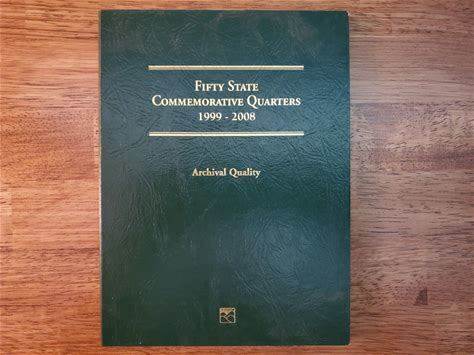 FIFTY STATE
COMMEMORATIVE QUARTERS
1999 - 2008
Archival Quality